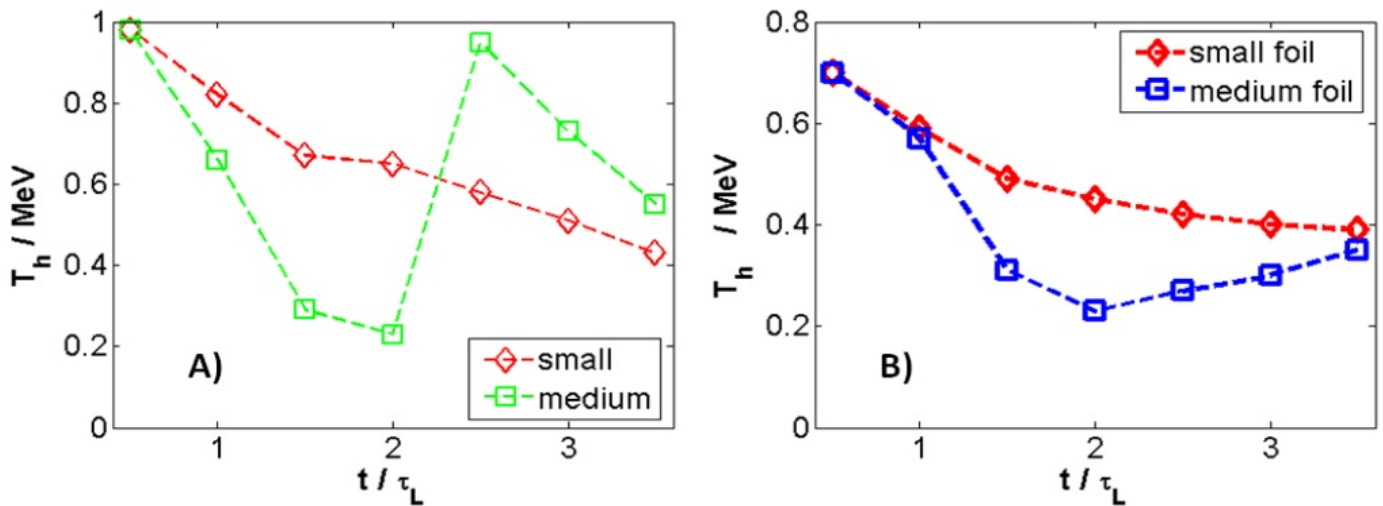 1
0.8
0.6
0.4
0.2
0
T_h / MeV
A)
small
medium
1 2 3
t / τ_L
0.8
0.6
0.4
0.2
0
T_h / MeV
small foil
medium foil
B)
1 2 3
t / τ_L